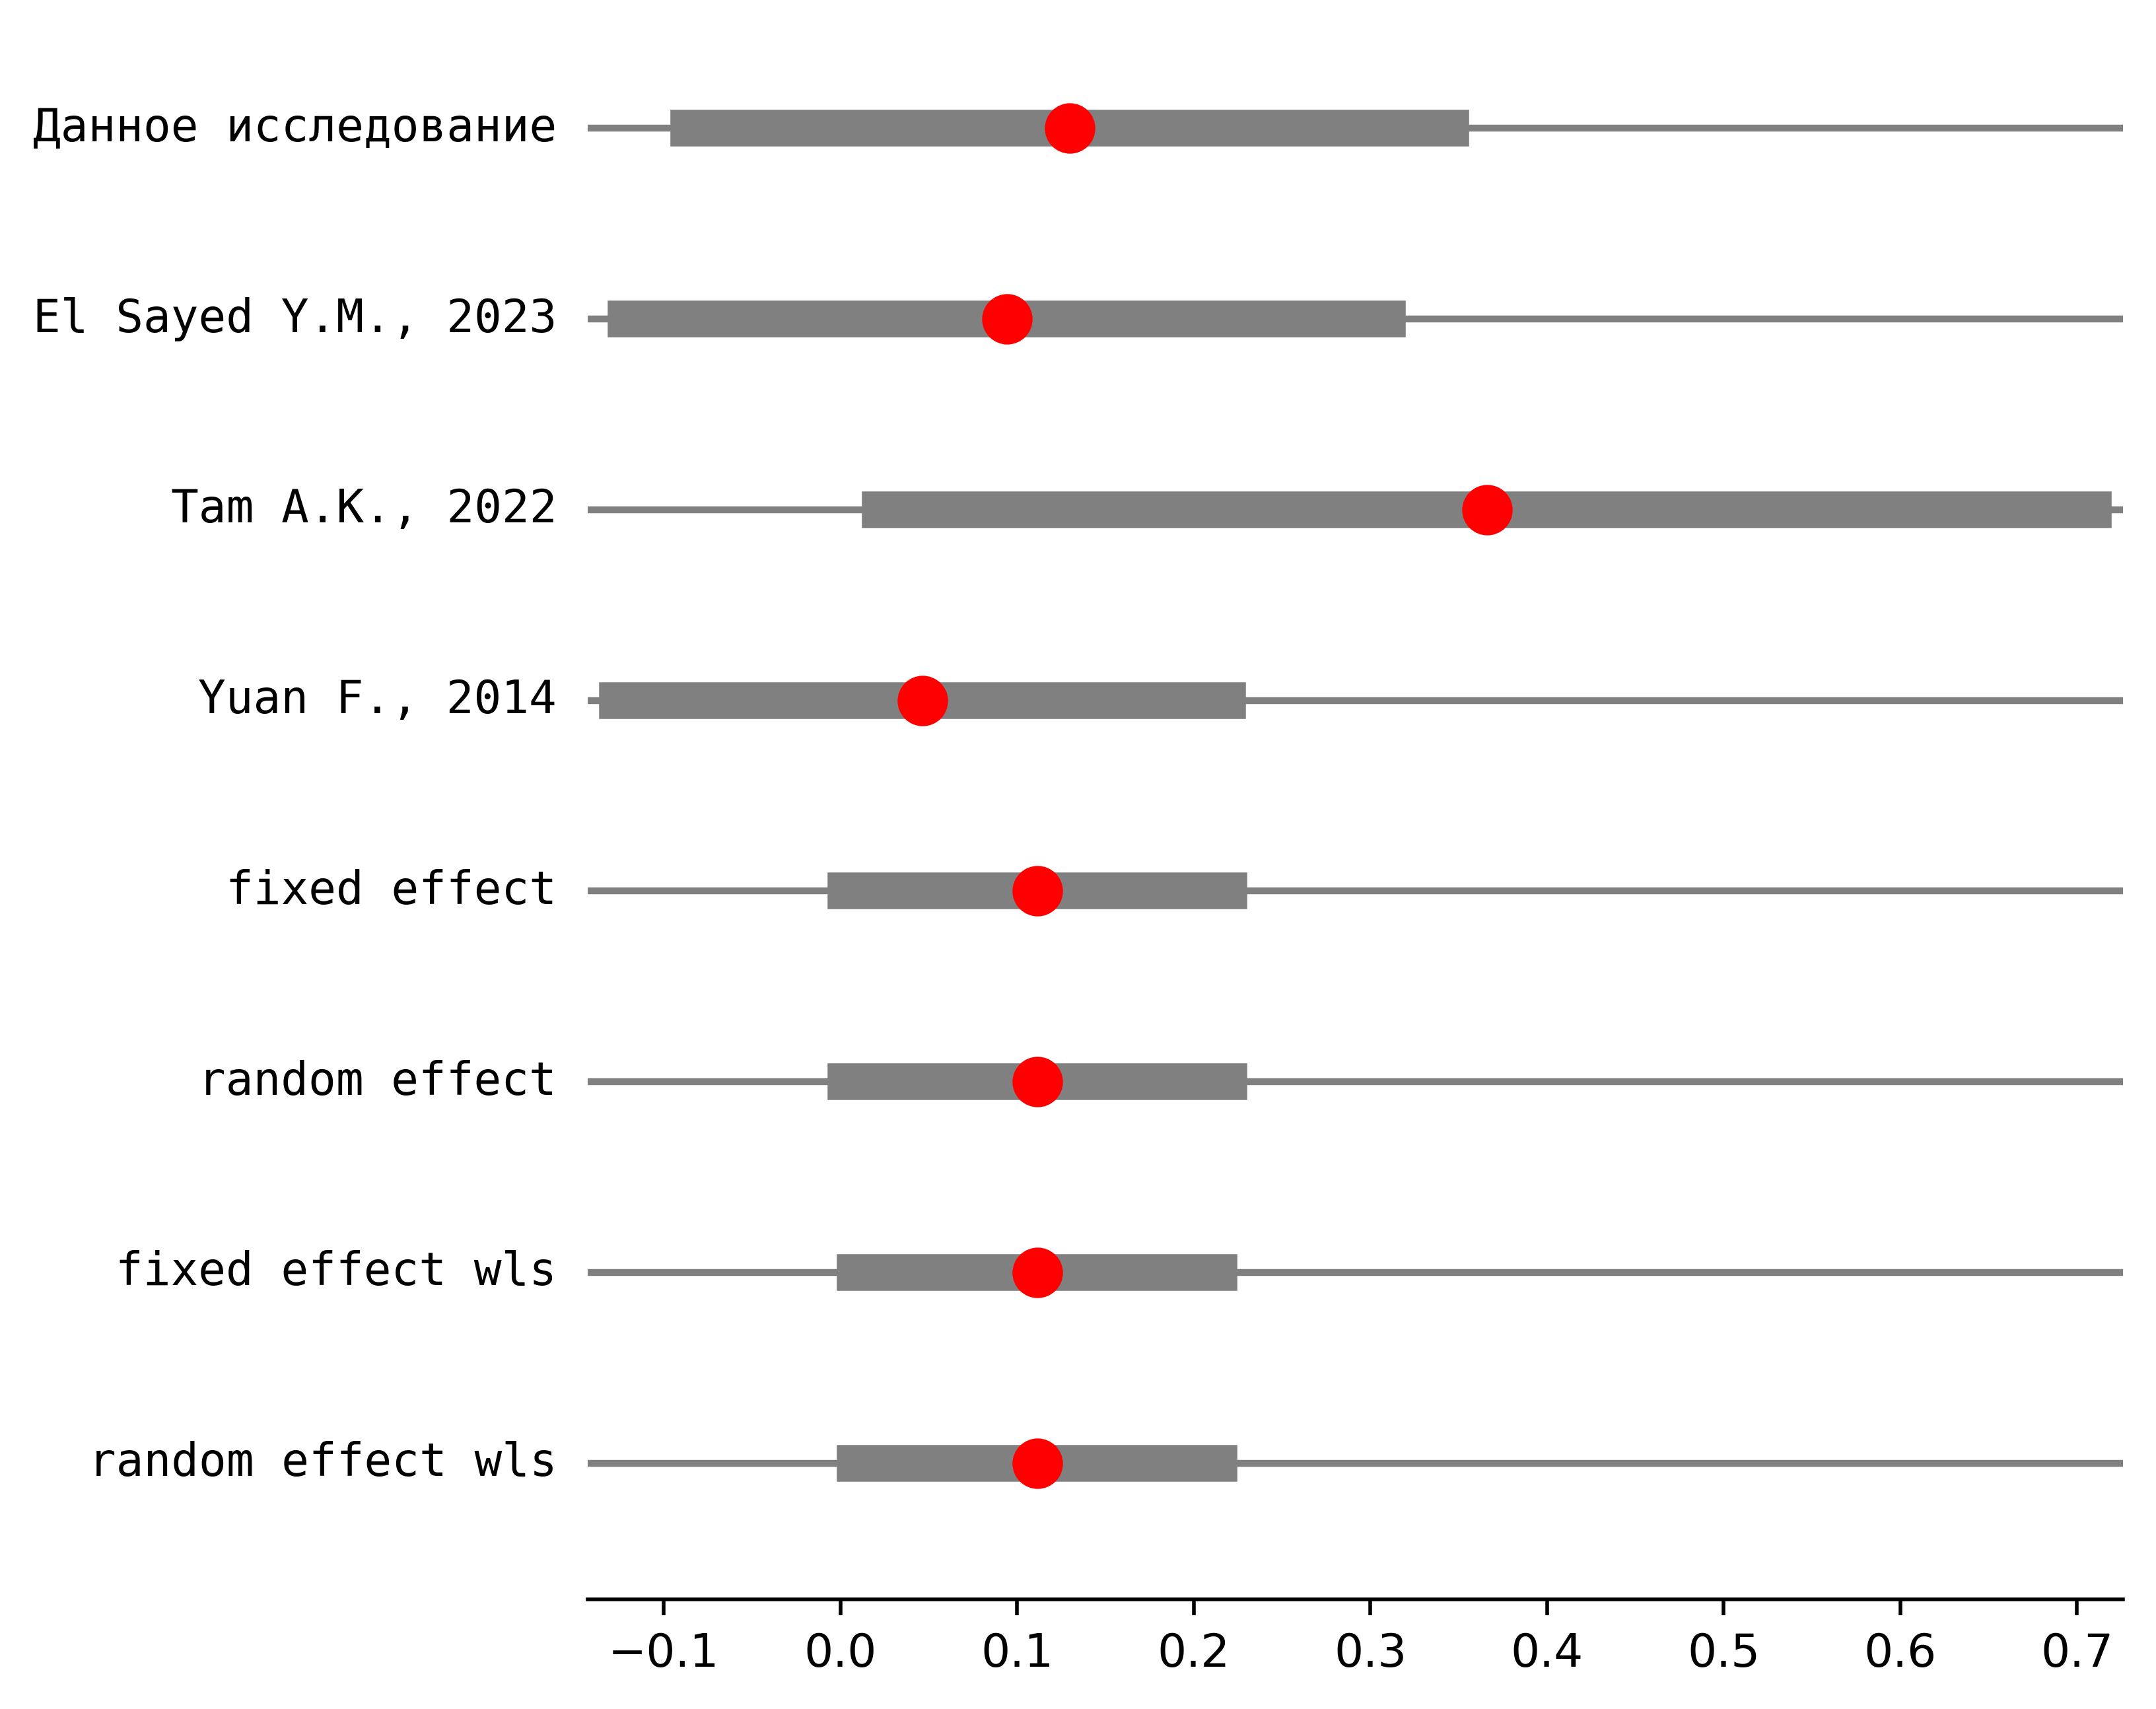 Данное исследование
El Sayed Y.M., 2023
Tam A.K., 2022
Yuan F., 2014
fixed effect
random effect
fixed effect wls
random effect wls
−0.1 0.0 0.1 0.2 0.3 0.4 0.5 0.6 0.7